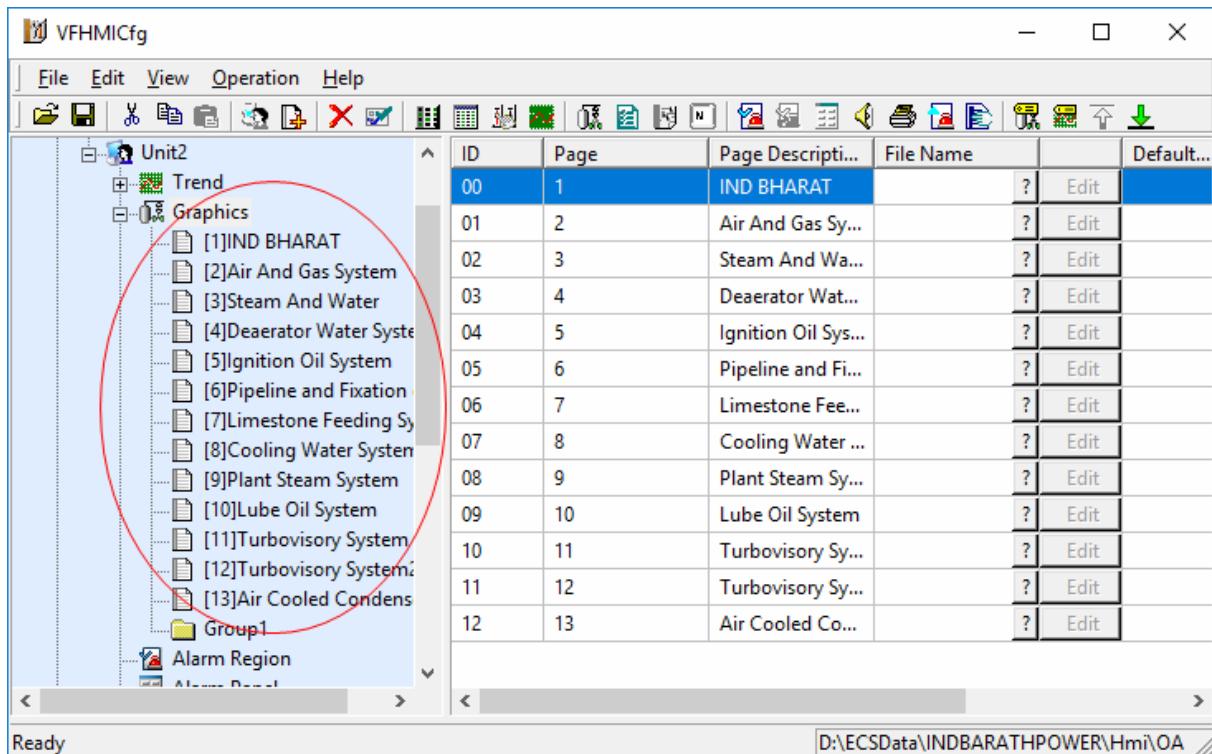 VFHMICfg
File Edit View Operation Help
Unit2
Trend
Graphics
[1]IND BHARAT
[2]Air And Gas System
[3]Steam And Water
[4]Deaerator Water Syste
[5]Ignition Oil System
[6]Pipeline and Fixation
[7]Limestone Feeding Sy
[8]Cooling Water System
[9]Plant Steam System
[10]Lube Oil System
[11]Turbovisory System
[12]Turbovisory System2
[13]Air Cooled Condens
Group1
Alarm Region
Alarm Panel
ID Page Page Descripti... File Name Default...
00 1 IND BHARAT ? Edit
01 2 Air And Gas Sy... ? Edit
02 3 Steam And Wa... ? Edit
03 4 Deaerator Wat... ? Edit
04 5 Ignition Oil Sys... ? Edit
05 6 Pipeline and Fi... ? Edit
06 7 Limestone Fee... ? Edit
07 8 Cooling Water ... ? Edit
08 9 Plant Steam Sy... ? Edit
09 10 Lube Oil System ? Edit
10 11 Turbovisory Sy... ? Edit
11 12 Turbovisory Sy... ? Edit
12 13 Air Cooled Co... ? Edit
Ready D:\ECSData\INDBARATHPOWER\Hmi\OA